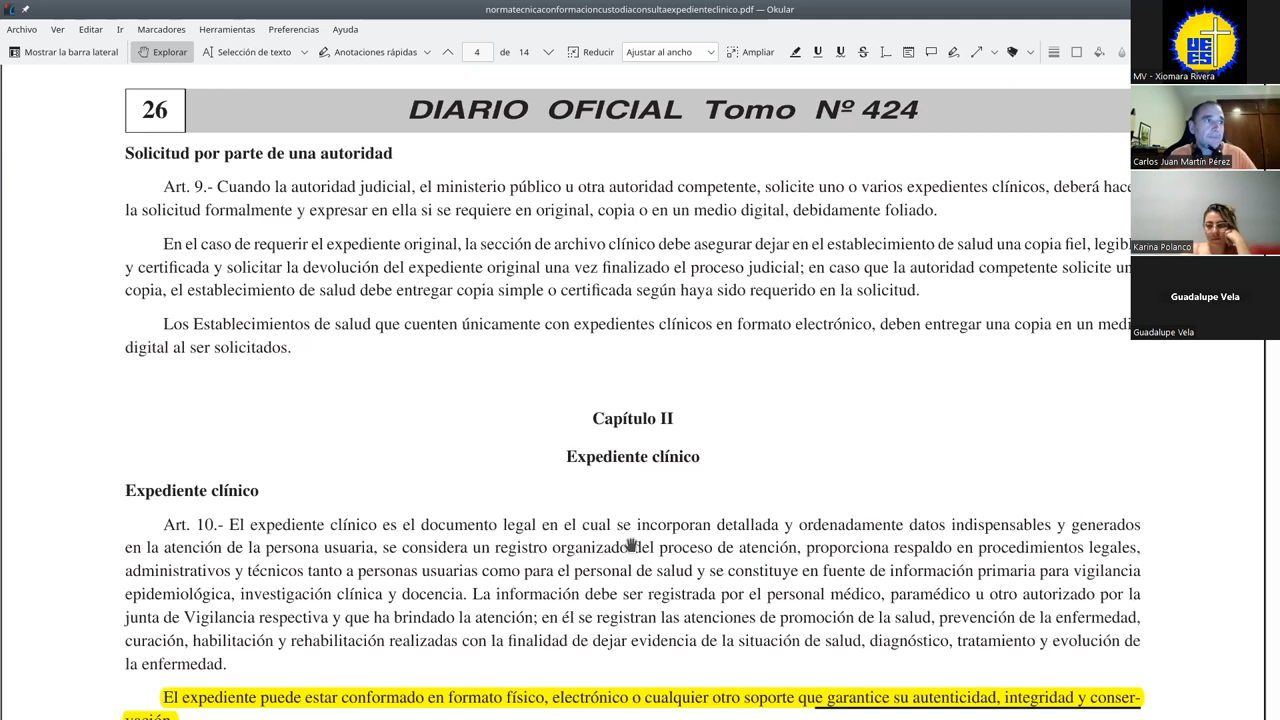 normatecnicaconformacioncustodiaconsultaexpedienteclinico.pdf — Okular
Archivo Ver Editar Ir Marcadores Herramientas Preferencias Ayuda
Mostrar la barra lateral Explorar Selección de texto Anotaciones rápidas 4 de 14 Reducir Ajustar al ancho Ampliar
UE
ES
MV - Xiomara Rivera
Carlos Juan Martín Pérez
Karina Polanco
Guadalupe Vela
Guadalupe Vela
26 DIARIO OFICIAL Tomo Nº 424
Solicitud por parte de una autoridad
Art. 9.- Cuando la autoridad judicial, el ministerio público u otra autoridad competente, solicite uno o varios expedientes clínicos, deberá hace
la solicitud formalmente y expresar en ella si se requiere en original, copia o en un medio digital, debidamente foliado.
En el caso de requerir el expediente original, la sección de archivo clínico debe asegurar dejar en el establecimiento de salud una copia fiel, legibl
y certificada y solicitar la devolución del expediente original una vez finalizado el proceso judicial; en caso que la autoridad competente solicite un
copia, el establecimiento de salud debe entregar copia simple o certificada según haya sido requerido en la solicitud.
Los Establecimientos de salud que cuenten únicamente con expedientes clínicos en formato electrónico, deben entregar una copia en un medi
digital al ser solicitados.
Capítulo II
Expediente clínico
Expediente clínico
Art. 10.- El expediente clínico es el documento legal en el cual se incorporan detallada y ordenadamente datos indispensables y generados
en la atención de la persona usuaria, se considera un registro organizado del proceso de atención, proporciona respaldo en procedimientos legales,
administrativos y técnicos tanto a personas usuarias como para el personal de salud y se constituye en fuente de información primaria para vigilancia
epidemiológica, investigación clínica y docencia. La información debe ser registrada por el personal médico, paramédico u otro autorizado por la
junta de Vigilancia respectiva y que ha brindado la atención; en él se registran las atenciones de promoción de la salud, prevención de la enfermedad,
curación, habilitación y rehabilitación realizadas con la finalidad de dejar evidencia de la situación de salud, diagnóstico, tratamiento y evolución de
la enfermedad.
El expediente puede estar conformado en formato físico, electrónico o cualquier otro soporte que garantice su autenticidad, integridad y conser-
vación.